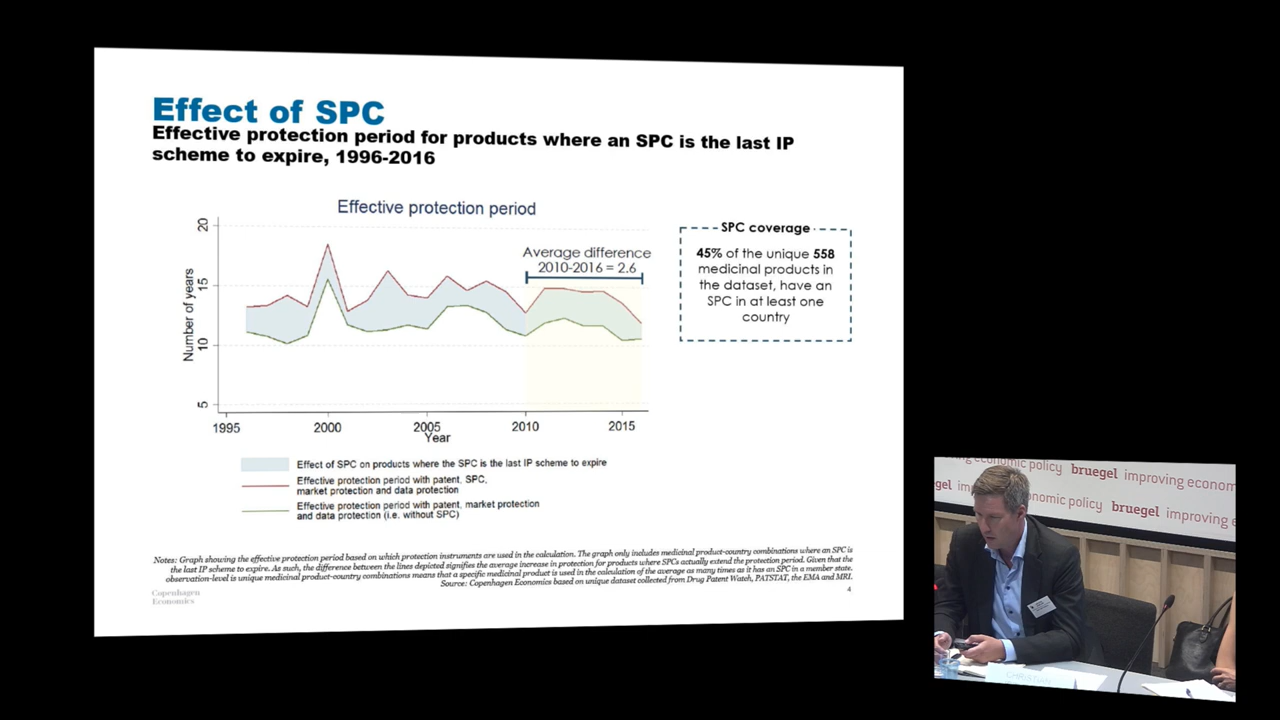 Effect of SPC
Effective protection period for products where an SPC is the last IP
scheme to expire, 1996-2016
Effective protection period
Average difference
2010-2016 = 2.6
Number of years
20
15
10
5
1995
2000
2005
2010
2015
Year
SPC coverage
45% of the unique 558
medicinal products in
the dataset, have an
SPC in at least one
country
Effect of SPC on products where the SPC is the last IP scheme to expire
Effective protection period with patent, SPC,
market protection and data protection
Effective protection period with patent, market protection
and data protection (i.e. without SPC)
Notes: Graph showing the effective protection period based on which protection instruments are used in the calculation. The graph only includes medicinal product-country combinations where an SPC is
the last IP scheme to expire. As such, the difference between the lines depicted signifies the average increase in protection for products where SPCs actually extend the protection period. Given that the
observation-level is unique medicinal product-country combinations means that a specific medicinal product is used in the calculation of the average as many times as it has an SPC in a member state.
Source: Copenhagen Economics based on unique dataset collected from Drug Patent Watch, PATSTAT, the EMA and MRI.
Copenhagen
Economics
4
economic policy bruegel improving econom
gel onomic policy bruegel improving